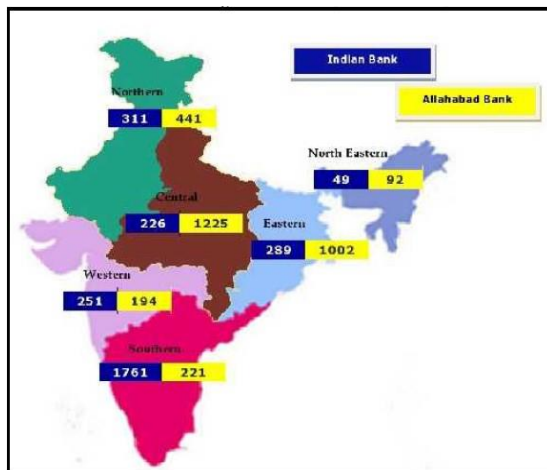 Indian Bank
Allahabad Bank
Northern
311 441
North Eastern
49 92
Central
226 1225
Eastern
289 1002
Western
251 194
Southern
1761 221